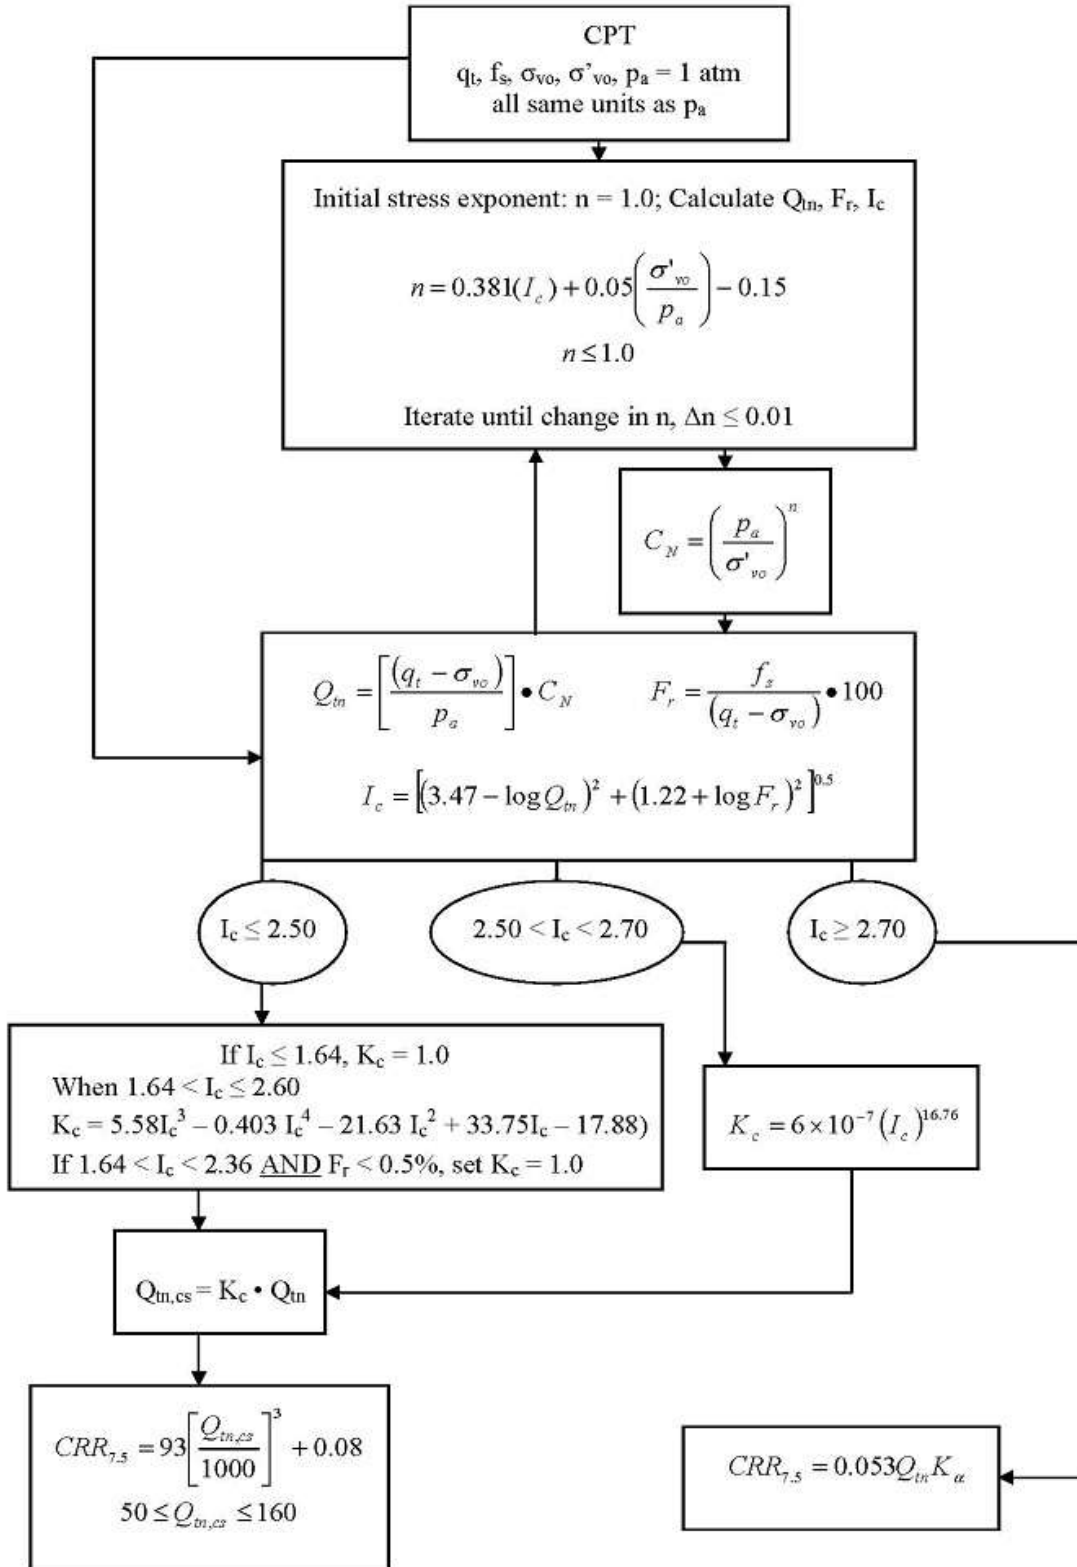 CPT
qt, fs, σvo, σ'vo, pa = 1 atm
all same units as pa
Initial stress exponent: n = 1.0; Calculate Qtn, Fr, Ic
n = 0.381(Ic) + 0.05(σ'vo / pa) − 0.15
n ≤ 1.0
Iterate until change in n, Δn ≤ 0.01
CN = (pa / σ'vo)^n
Qtn = [(qt − σvo) / pa] • CN
Fr = fs / (qt − σvo) • 100
Ic = [(3.47 − log Qtn)^2 + (1.22 + log Fr)^2]^0.5
Ic ≤ 2.50
2.50 < Ic < 2.70
Ic ≥ 2.70
If Ic ≤ 1.64, Kc = 1.0
When 1.64 < Ic ≤ 2.60
Kc = 5.58Ic^3 – 0.403 Ic^4 – 21.63 Ic^2 + 33.75Ic – 17.88)
If 1.64 < Ic < 2.36 AND Fr < 0.5%, set Kc = 1.0
Kc = 6 × 10^-7 (Ic)^16.76
Qtn,cs = Kc • Qtn
CRR7.5 = 93[Qtn,cs / 1000]^3 + 0.08
50 ≤ Qtn,cs ≤ 160
CRR7.5 = 0.053QtnKα